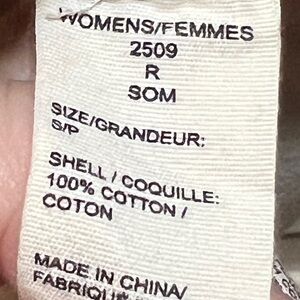 WOMENS/FEMMES
2509
R
SOM
SIZE/GRANDEUR:
S/P
SHELL / COQUILLE:
100% COTTON /
COTON
MADE IN CHINA/